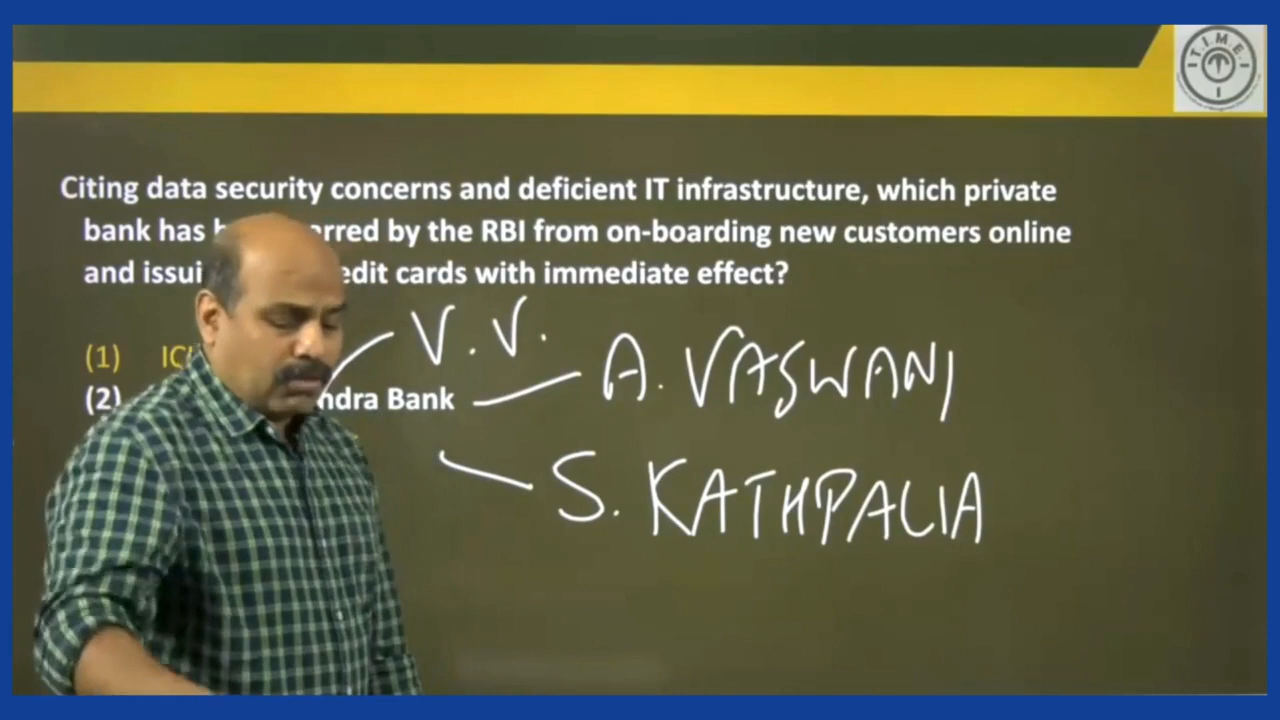 T.I.M.E.
Citing data security concerns and deficient IT infrastructure, which private
bank has rred by the RBI from on-boarding new customers online
and issui edit cards with immediate effect?
(1) ICI
(2) ndra Bank
V.V.
A. VASWANI
S. KATHPALIA